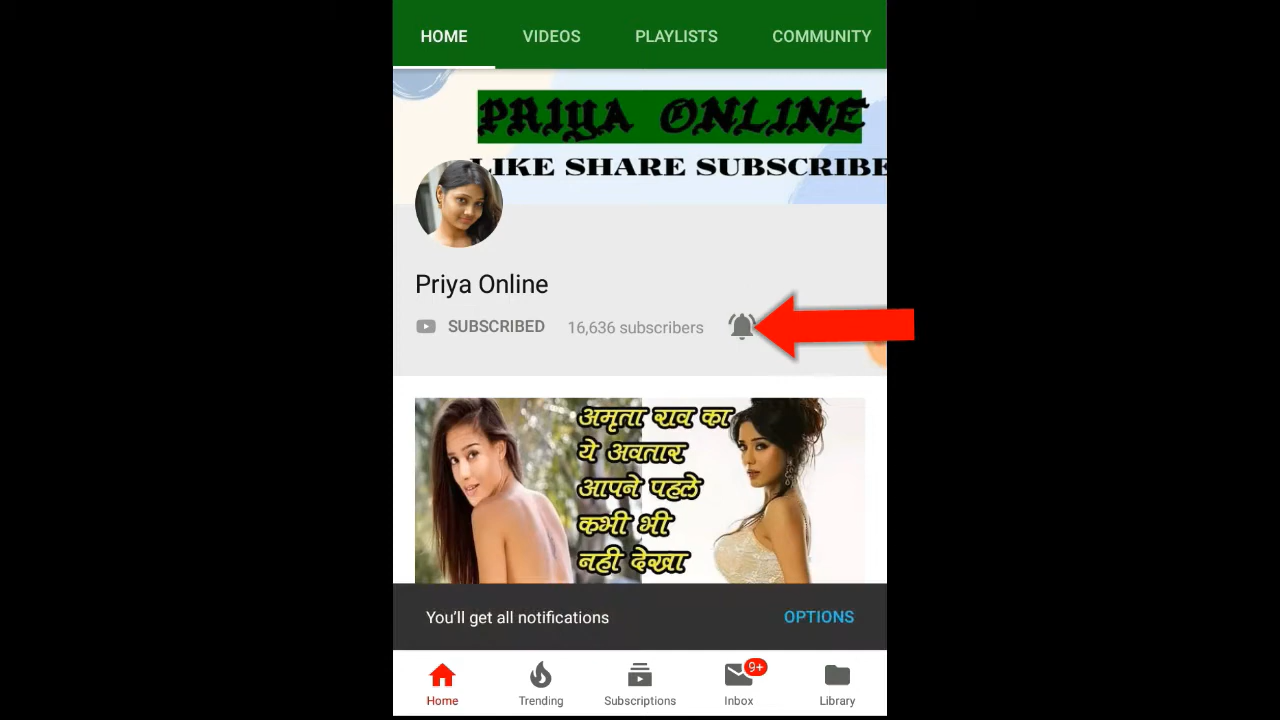 HOME VIDEOS PLAYLISTS COMMUNITY
PRIYA ONLINE
LIKE SHARE SUBSCRIBE
Priya Online
SUBSCRIBED 16,636 subscribers
अमृता राव का
ये अवतार
आपने पहले
कभी भी
नही देखा
You'll get all notifications OPTIONS
9+
Home Trending Subscriptions Inbox Library